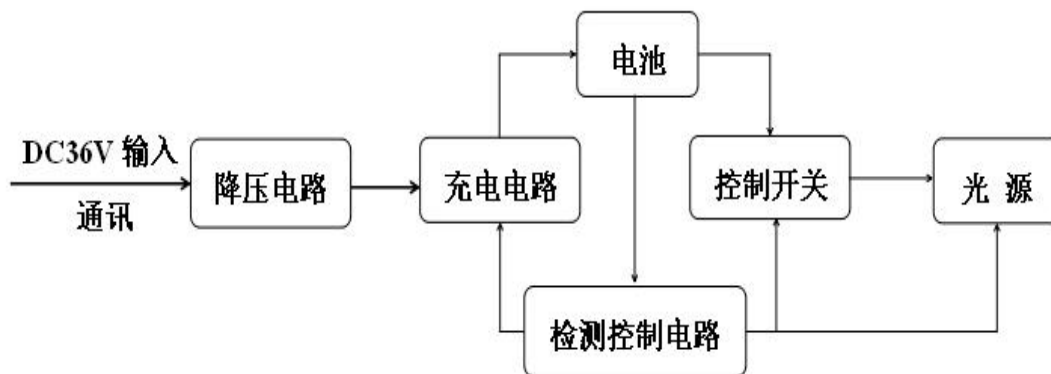 电池
DC36V 输入
通讯
降压电路
充电电路
控制开关
光 源
检测控制电路